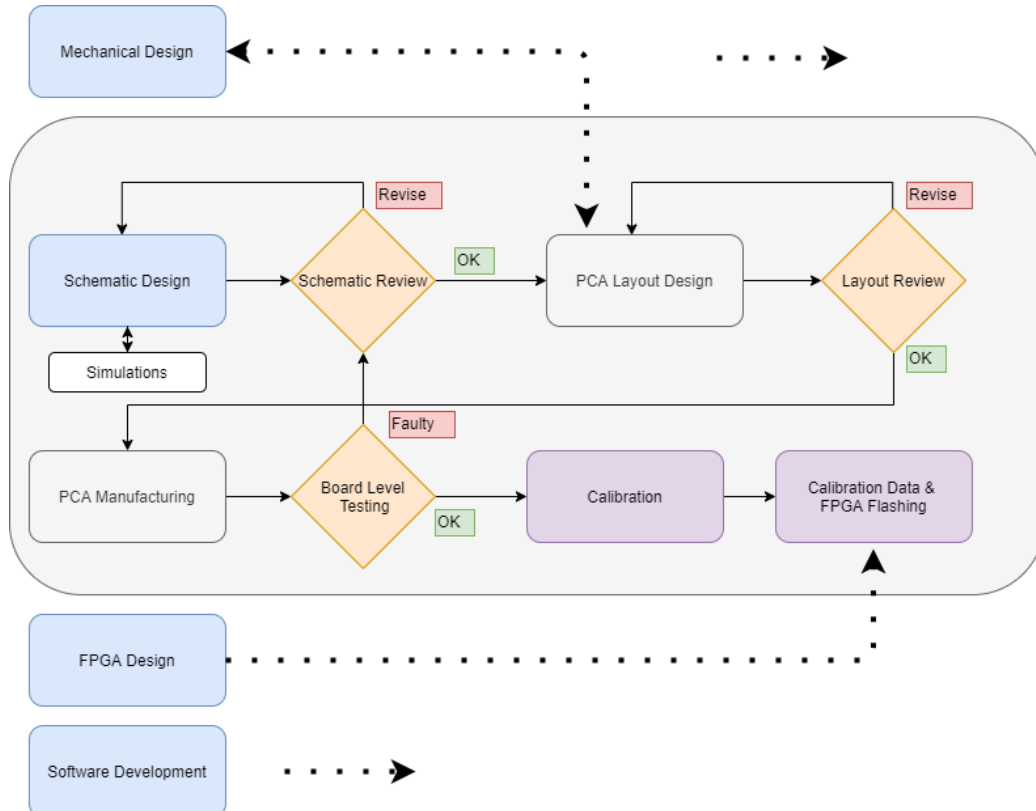 Mechanical Design
Revise
Revise
Schematic Design
Schematic Review
OK
PCA Layout Design
Layout Review
Simulations
OK
Faulty
PCA Manufacturing
Board Level
Testing
OK
Calibration
Calibration Data &
FPGA Flashing
FPGA Design
Software Development